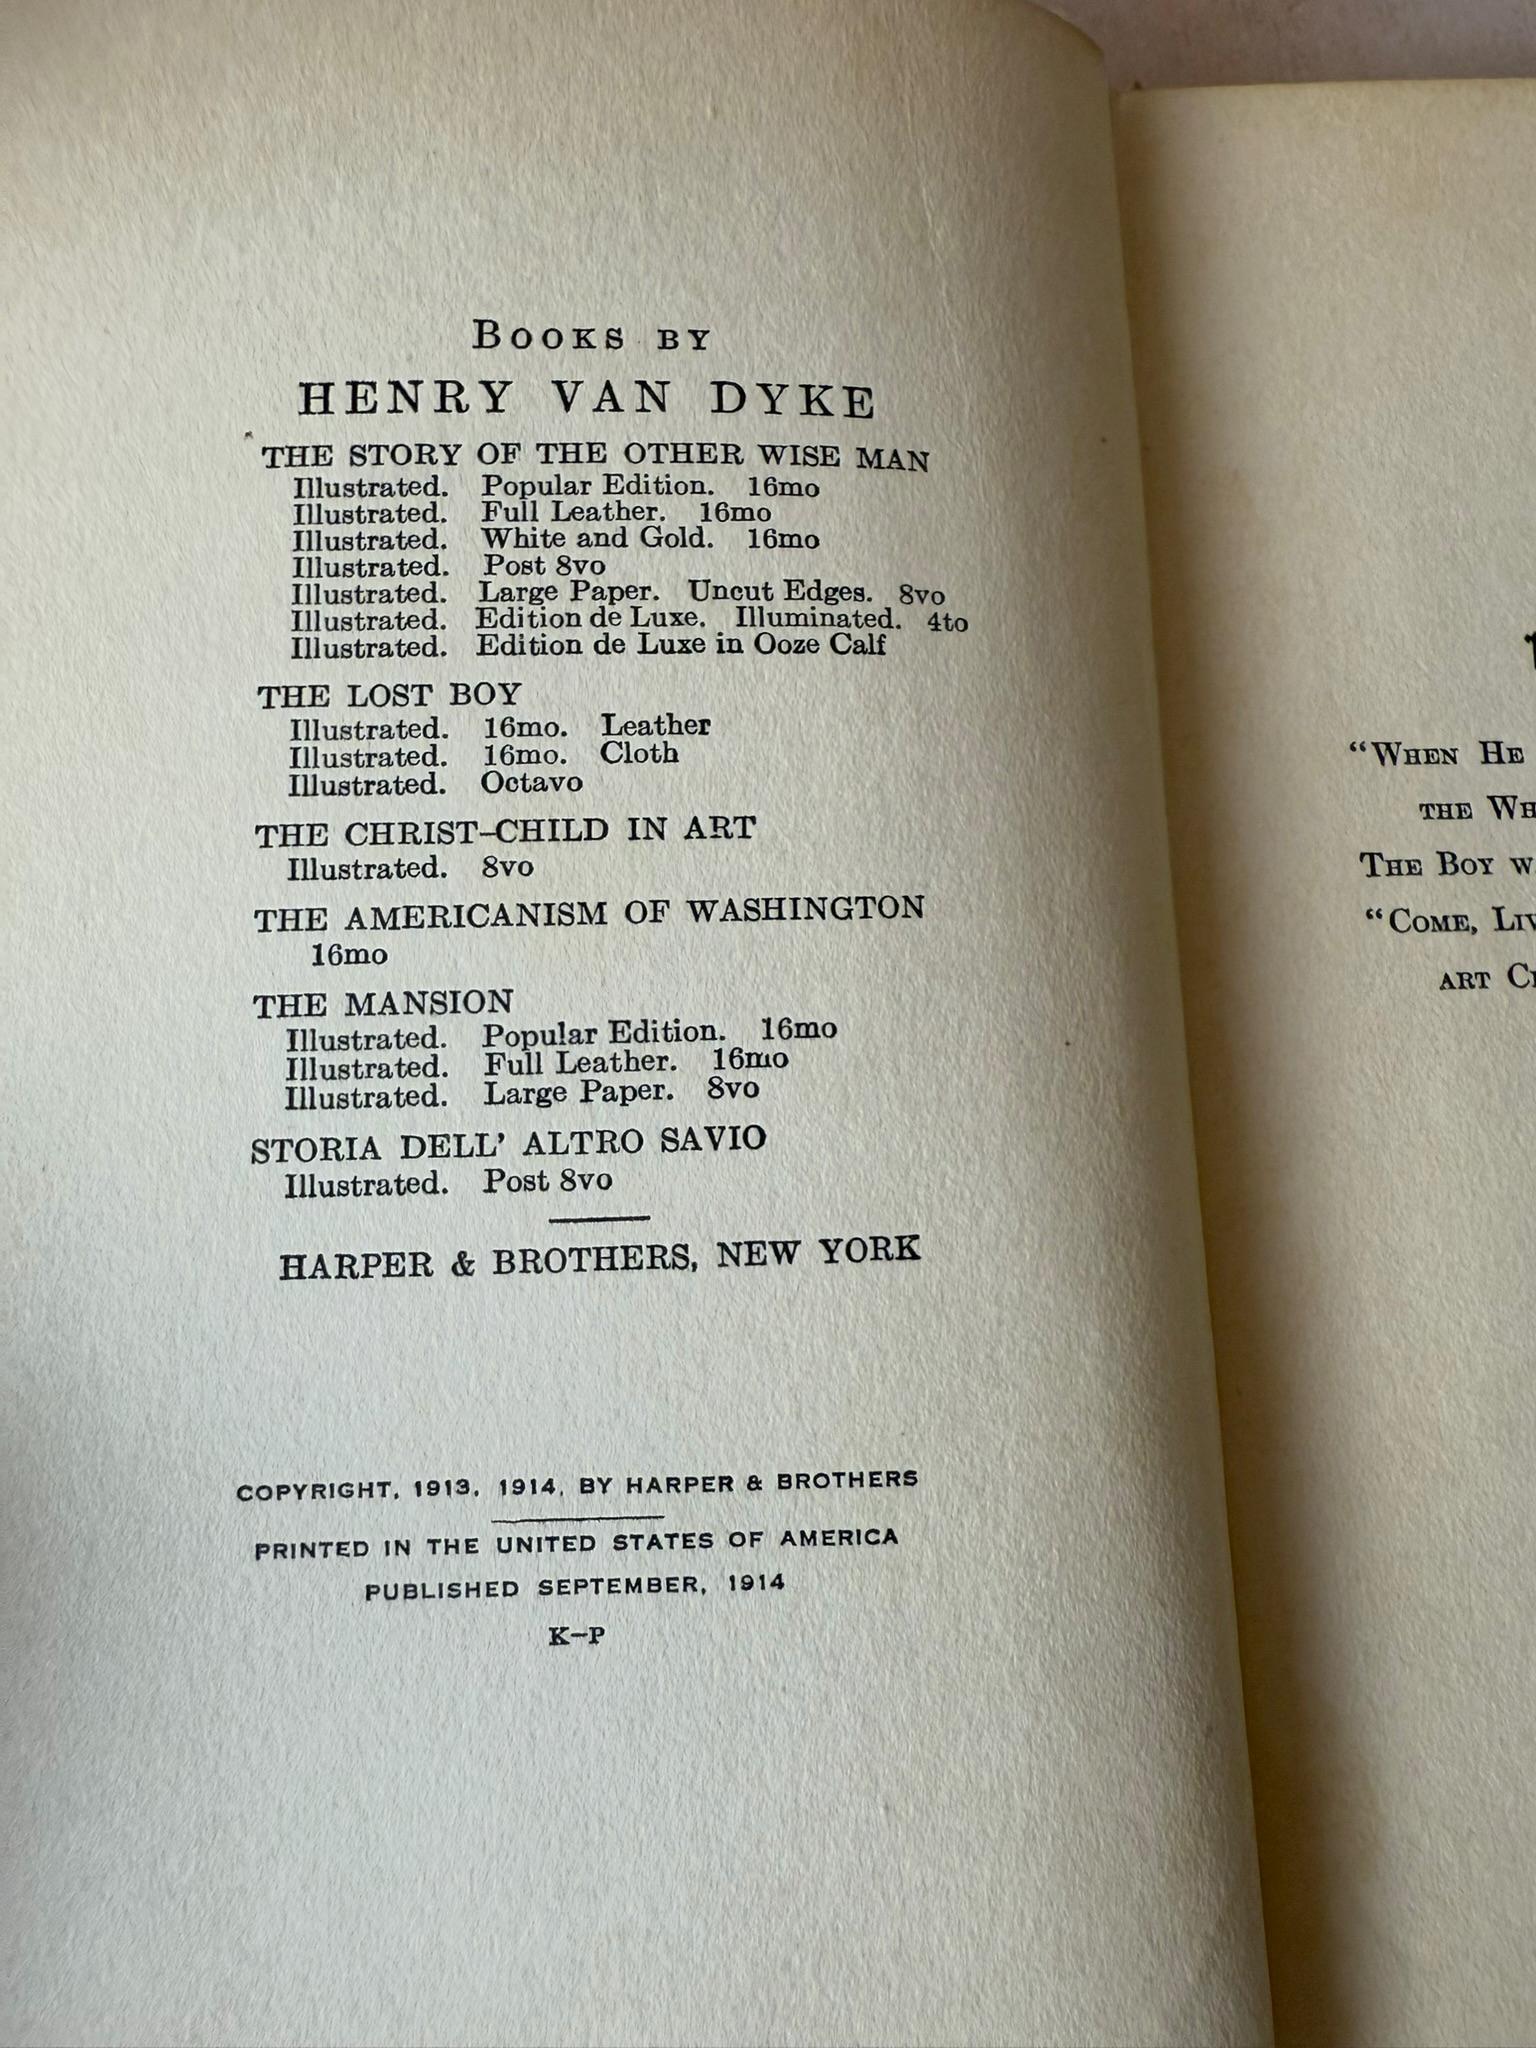 BOOKS BY
HENRY VAN DYKE
THE STORY OF THE OTHER WISE MAN
Illustrated. Popular Edition. 16mo
Illustrated. Full Leather. 16mo
Illustrated. White and Gold. 16mo
Illustrated. Post 8vo
Illustrated. Large Paper. Uncut Edges. 8vo
Illustrated. Edition de Luxe. Illuminated. 4to
Illustrated. Edition de Luxe in Ooze Calf
THE LOST BOY
Illustrated. 16mo. Leather
Illustrated. 16mo. Cloth
Illustrated. Octavo
THE CHRIST-CHILD IN ART
Illustrated. 8vo
THE AMERICANISM OF WASHINGTON
16mo
THE MANSION
Illustrated. Popular Edition. 16mo
Illustrated. Full Leather. 16mo
Illustrated. Large Paper. 8vo
STORIA DELL' ALTRO SAVIO
Illustrated. Post 8vo
HARPER & BROTHERS, NEW YORK
COPYRIGHT, 1913, 1914, BY HARPER & BROTHERS
PRINTED IN THE UNITED STATES OF AMERICA
PUBLISHED SEPTEMBER, 1914
K-P
"WHEN HE
THE
THE BOY
"COME,
ART